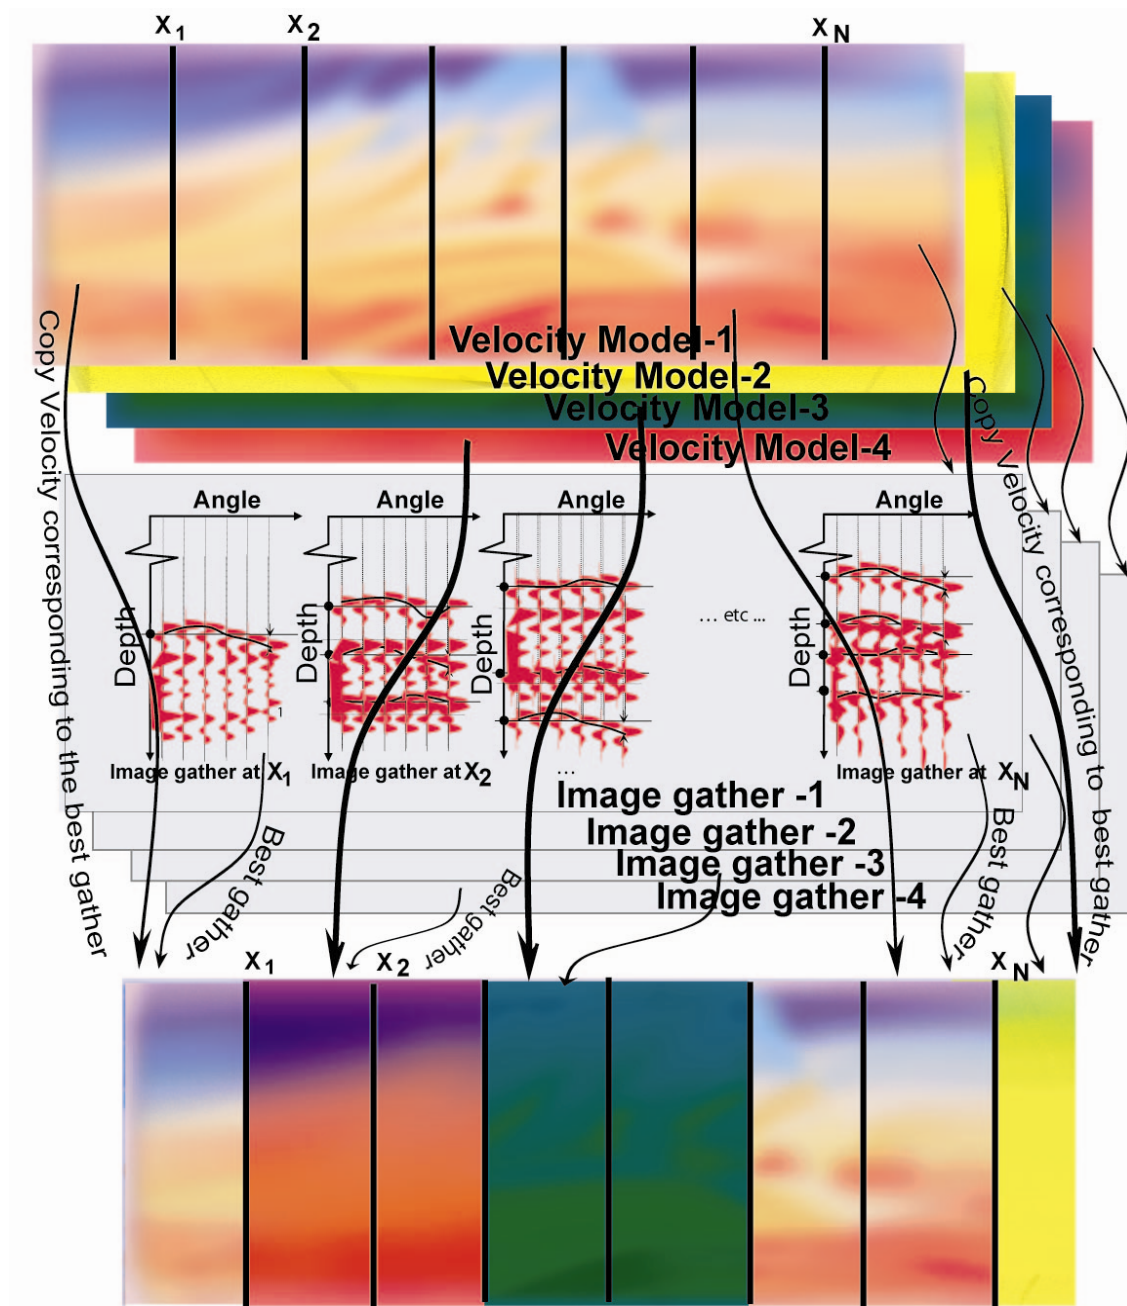 X1
X2
XN
Velocity Model-1
Velocity Model-2
Velocity Model-3
Velocity Model-4
Copy Velocity corresponding to the best gather
Copy Velocity corresponding to best gather
Angle
Angle
Angle
Angle
Depth
Depth
Depth
Depth
... etc ...
Image gather at X1
Image gather at X2
...
Image gather at XN
Image gather -1
Image gather -2
Image gather -3
Image gather -4
Best gather
Best gather
Best gather
X1
X2
XN